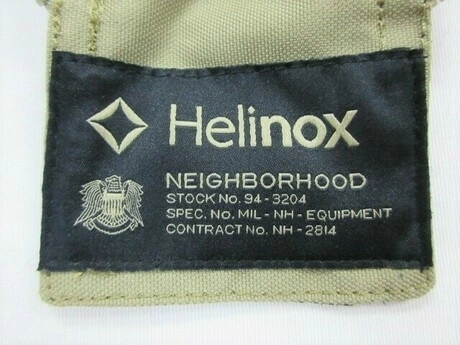 Helinox
NEIGHBORHOOD
STOCK No. 94 - 3204
SPEC. No. MIL - NH - EQUIPMENT
CONTRACT No. NH - 2814